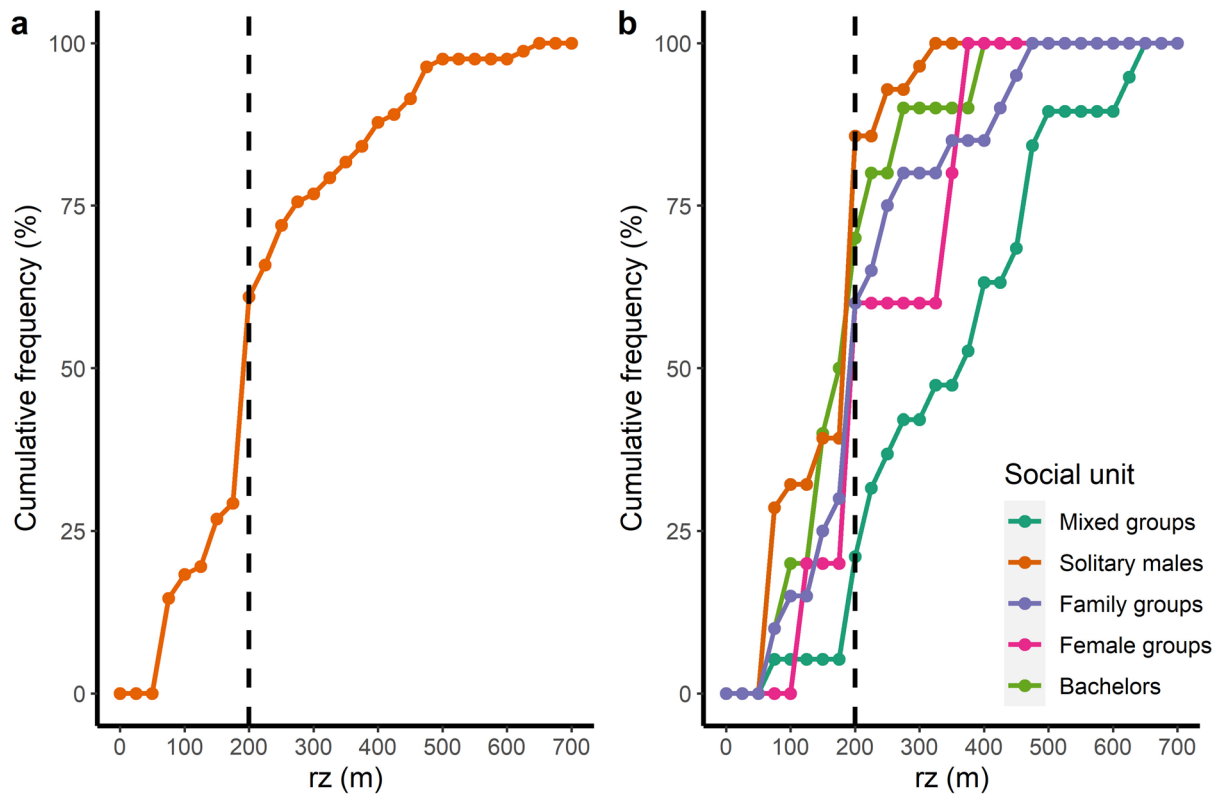 a
Cumulative frequency (%)
100
75
50
25
0
0 100 200 300 400 500 600 700
rz (m)
b
Cumulative frequency (%)
100
75
50
25
0
Social unit
Mixed groups
Solitary males
Family groups
Female groups
Bachelors
0 100 200 300 400 500 600 700
rz (m)